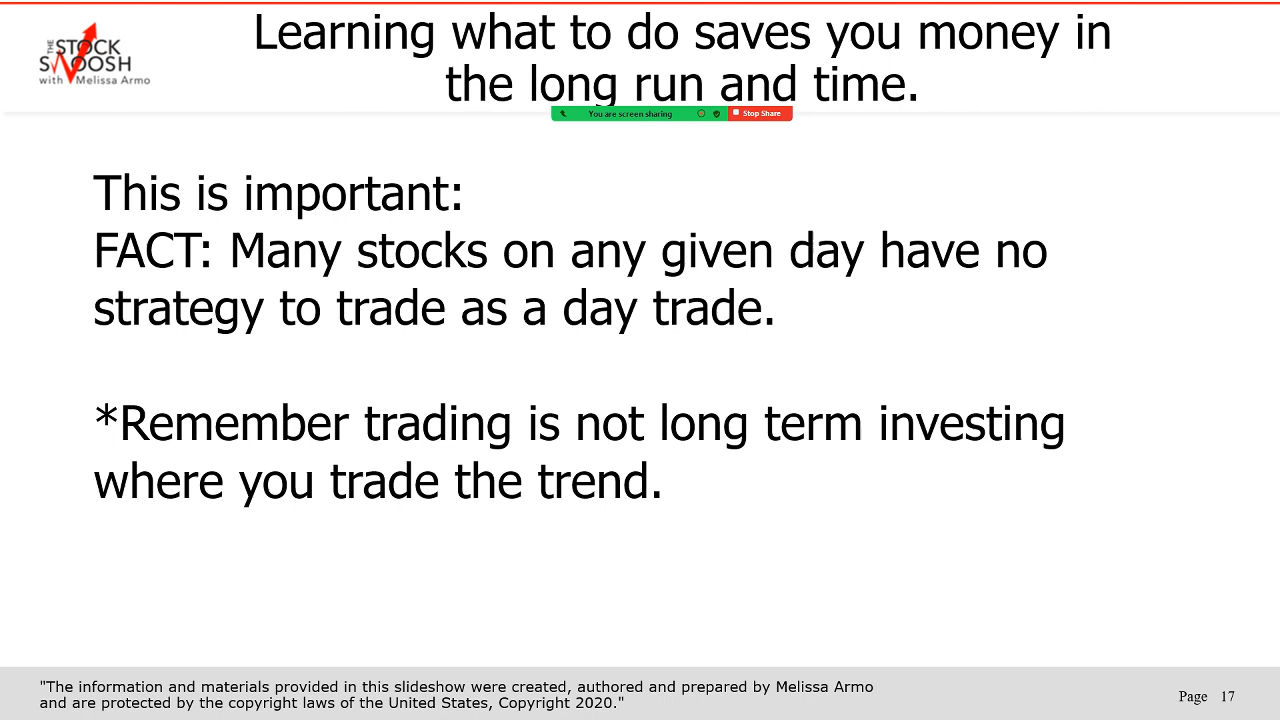 THE STOCK
SWOOSH
with Melissa Armo
Learning what to do saves you money in
the long run and time.
You are screen sharing
Stop Share
This is important:
FACT: Many stocks on any given day have no
strategy to trade as a day trade.
*Remember trading is not long term investing
where you trade the trend.
"The information and materials provided in this slideshow were created, authored and prepared by Melissa Armo
and are protected by the copyright laws of the United States, Copyright 2020."
Page 17